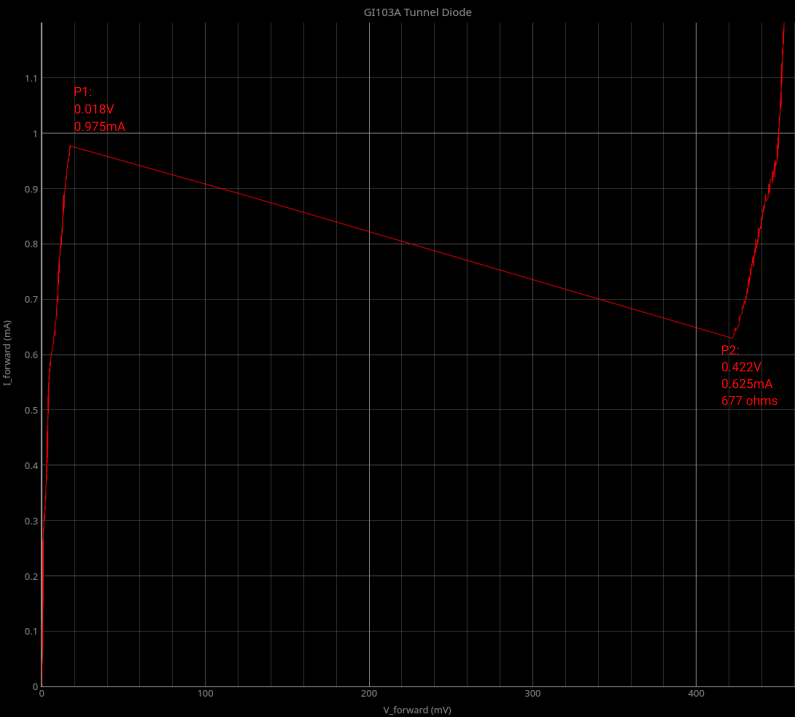 GI103A Tunnel Diode
1.1
P1:
0.018V
0.975mA
1
0.9
0.8
0.7
0.6
P2:
0.422V
0.625mA
677 ohms
0.5
0.4
0.3
0.2
0.1
0
I_forward (mA)
0
100
200
300
400
V_forward (mV)